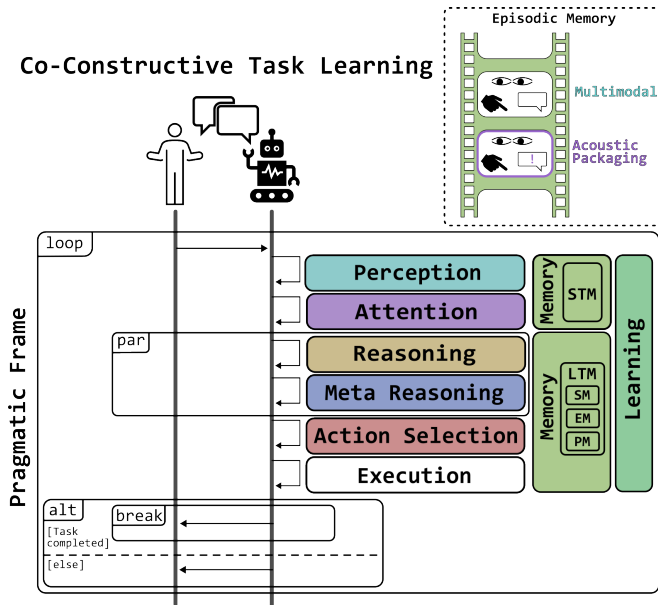 Episodic Memory
Co-Constructive Task Learning
Multimodal
Acoustic
Packaging
!
Pragmatic Frame
loop
Perception
Attention
Memory
STM
Learning
par
Reasoning
Meta Reasoning
Action Selection
Execution
Memory
LTM
SM
EM
PM
alt
break
[Task
completed]
[else]